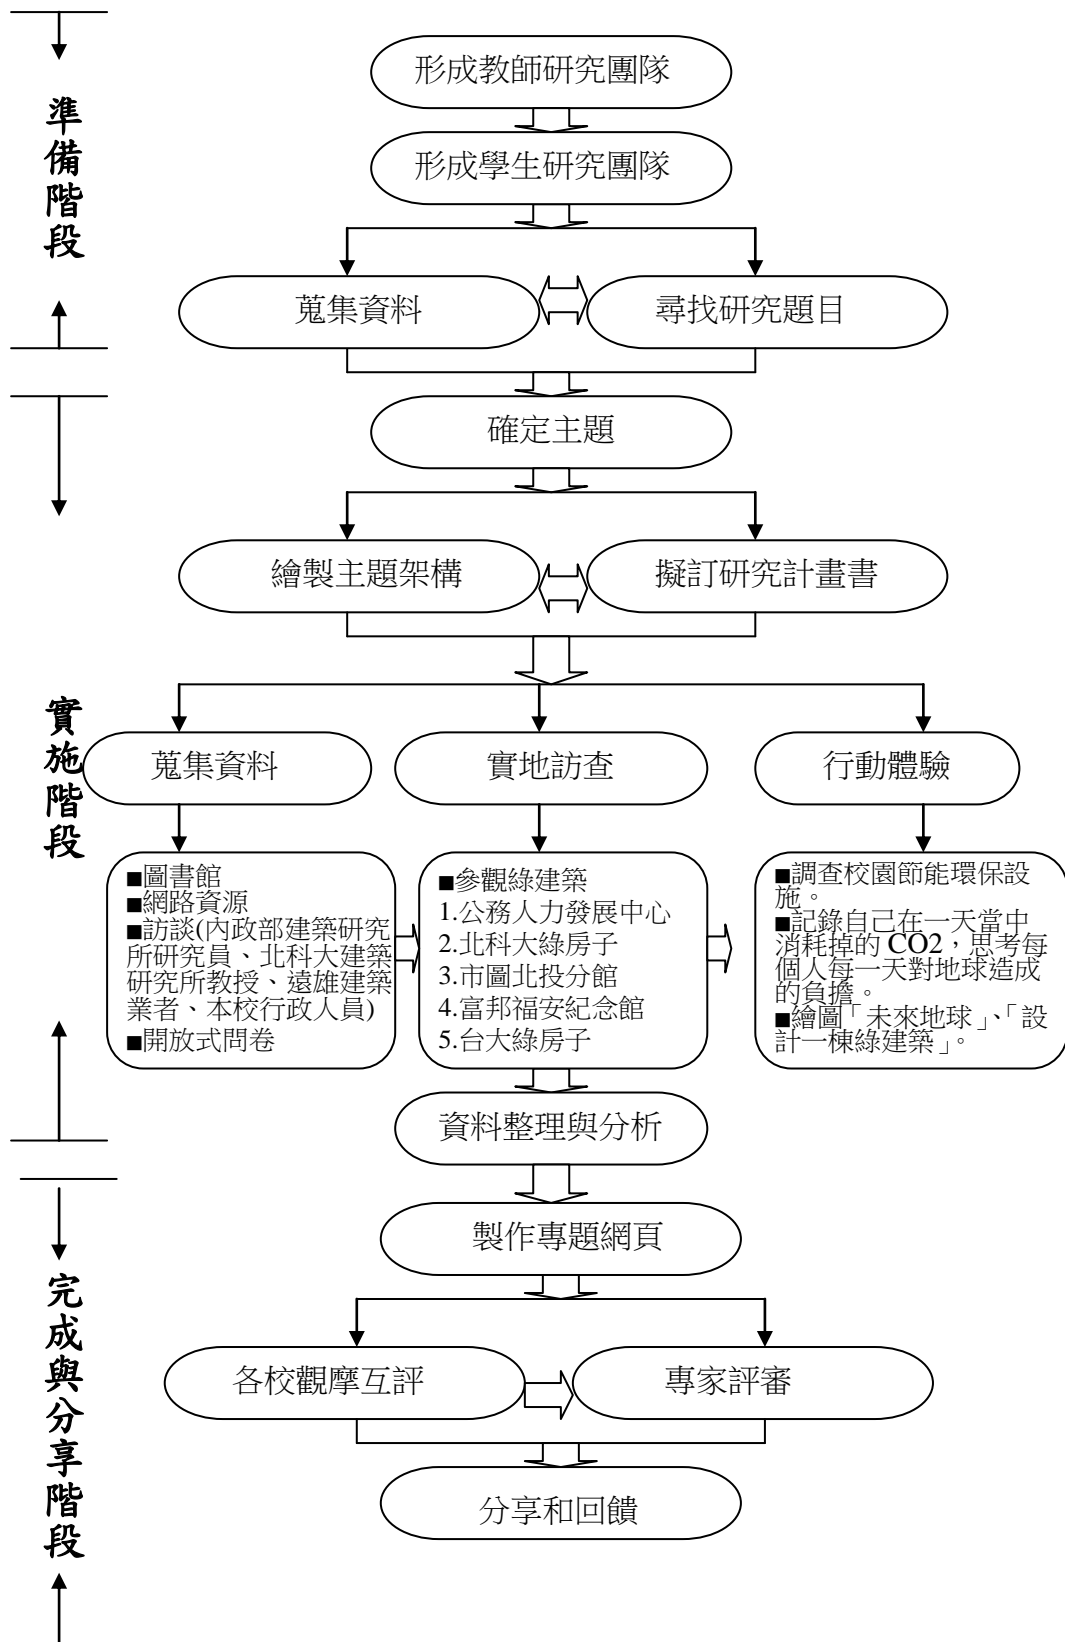 準備階段
形成教師研究團隊
形成學生研究團隊
蒐集資料
尋找研究題目
實施階段
確定主題
繪製主題架構
擬訂研究計畫書
蒐集資料
實地訪查
行動體驗
■圖書館
■網路資源
■訪談(內政部建築研究
所研究員、北科大建築
研究所教授、遠雄建築
業者、本校行政人員)
■開放式問卷
■參觀綠建築
1.公務人力發展中心
2.北科大綠房子
3.市圖北投分館
4.富邦福安紀念館
5.台大綠房子
■調查校園節能環保設
施。
■記錄自己在一天當中
消耗掉的 CO2，思考每
個人每一天對地球造成
的負擔。
■繪圖「未來地球」、「設
計一棟綠建築」。
資料整理與分析
完成與分享階段
製作專題網頁
各校觀摩互評
專家評審
分享和回饋